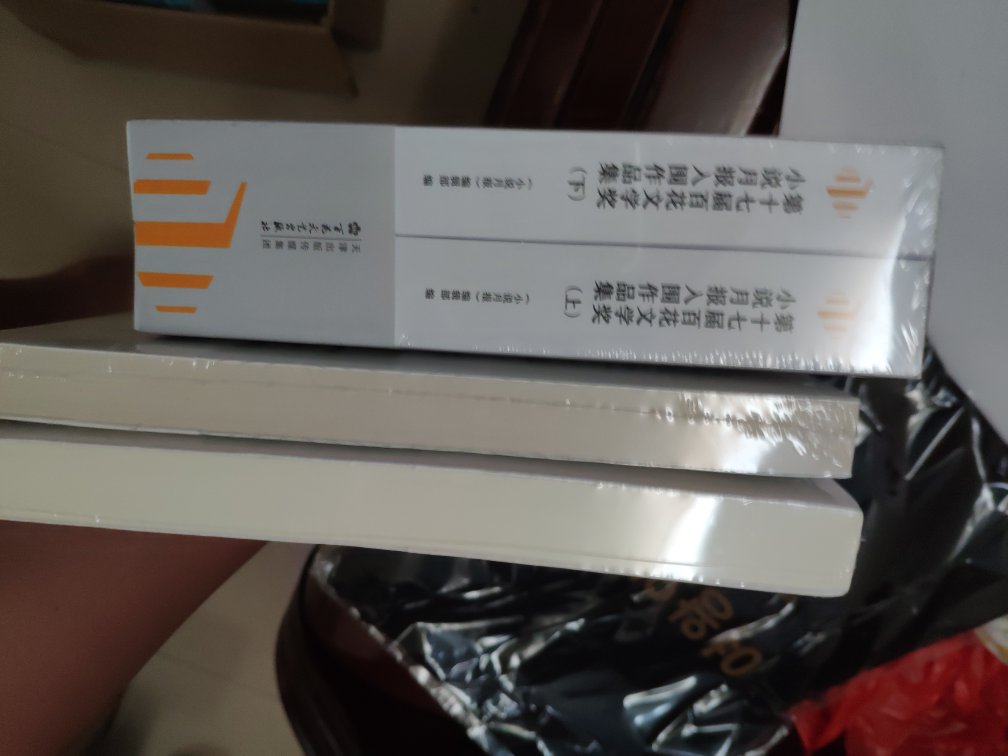 第十七届百花文学奖
小说月报入围作品集
(下)
《小说月报》编辑部 编
天津出版传媒集团
百花文艺出版社
第十七届百花文学奖
小说月报入围作品集
(上)
《小说月报》编辑部 编